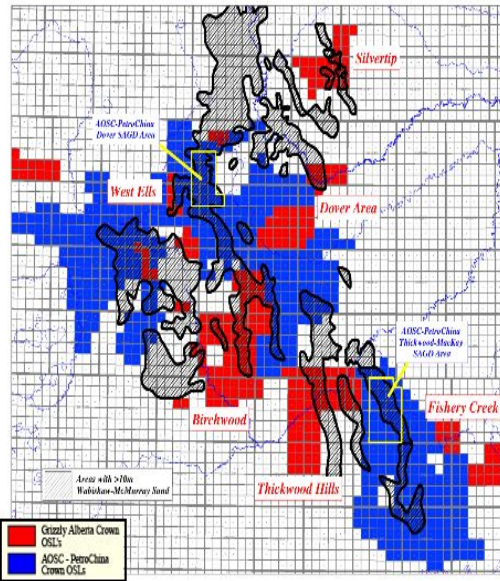 Silvertip
AOSC-PetroChina
Dover SAGD Area
West Ells
Dover Area
AOSC-PetroChina
Thickwood-MacKay
SAGD Area
Fishery Creek
Birchwood
Thickwood Hills
Areas with >10m
Wabiskaw-McMurray Sand
Grizzly Alberta Crown
OSL's
AOSC - PetroChina
Crown OSLs